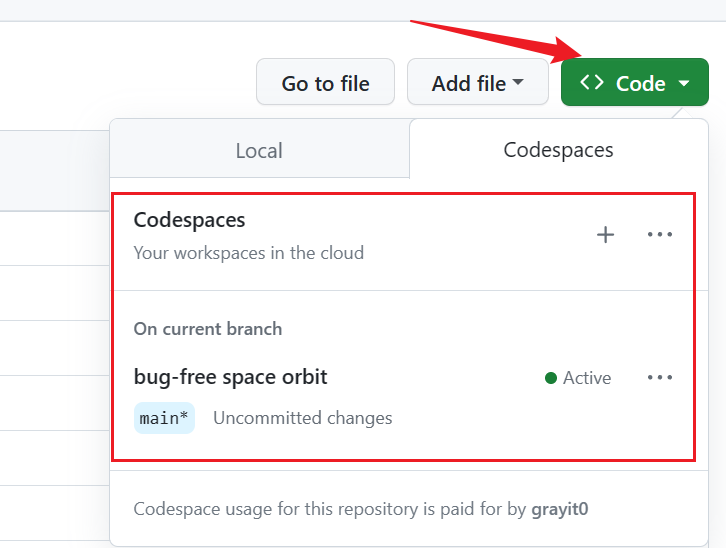 Go to file
Add file
<> Code
Local
Codespaces
Codespaces
Your workspaces in the cloud
On current branch
bug-free space orbit
Active
main* Uncommitted changes
Codespace usage for this repository is paid for by grayit0